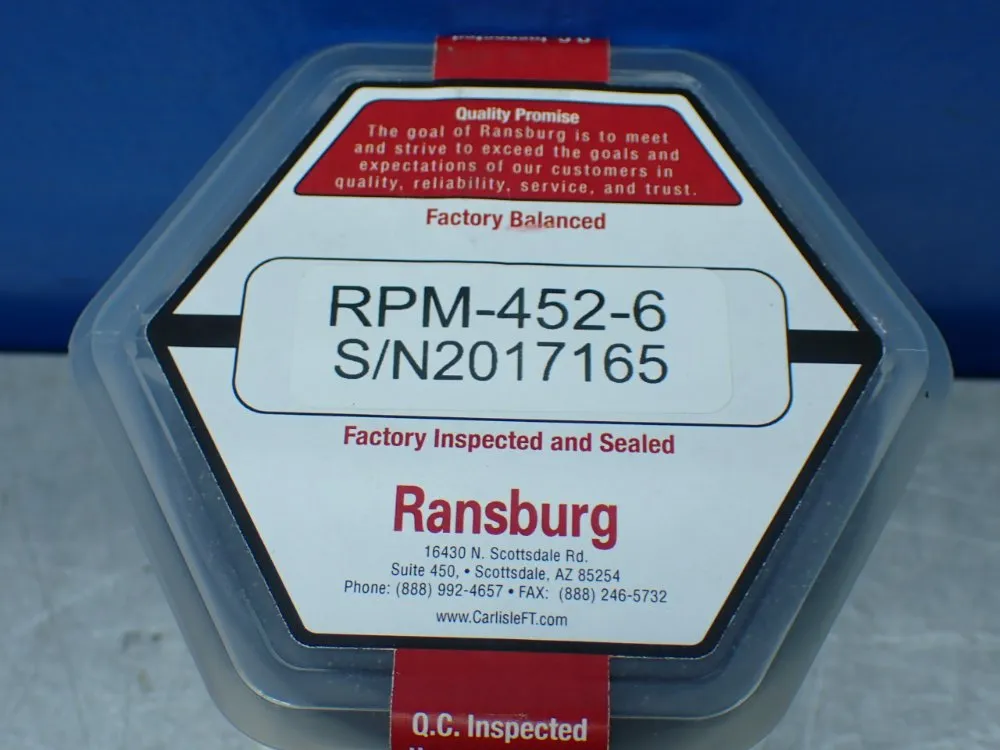 Q.C. Inspected
Quality Promise
The goal of Ransburg is to meet
and strive to exceed the goals and
expectations of our customers in
quality, reliability, service, and trust.
Factory Balanced
RPM-452-6
S/N2017165
Factory Inspected and Sealed
Ransburg
16430 N. Scottsdale Rd.
Suite 450, • Scottsdale, AZ 85254
Phone: (888) 992-4657 • FAX: (888) 246-5732
www.CarlisleFT.com
Q.C. Inspected